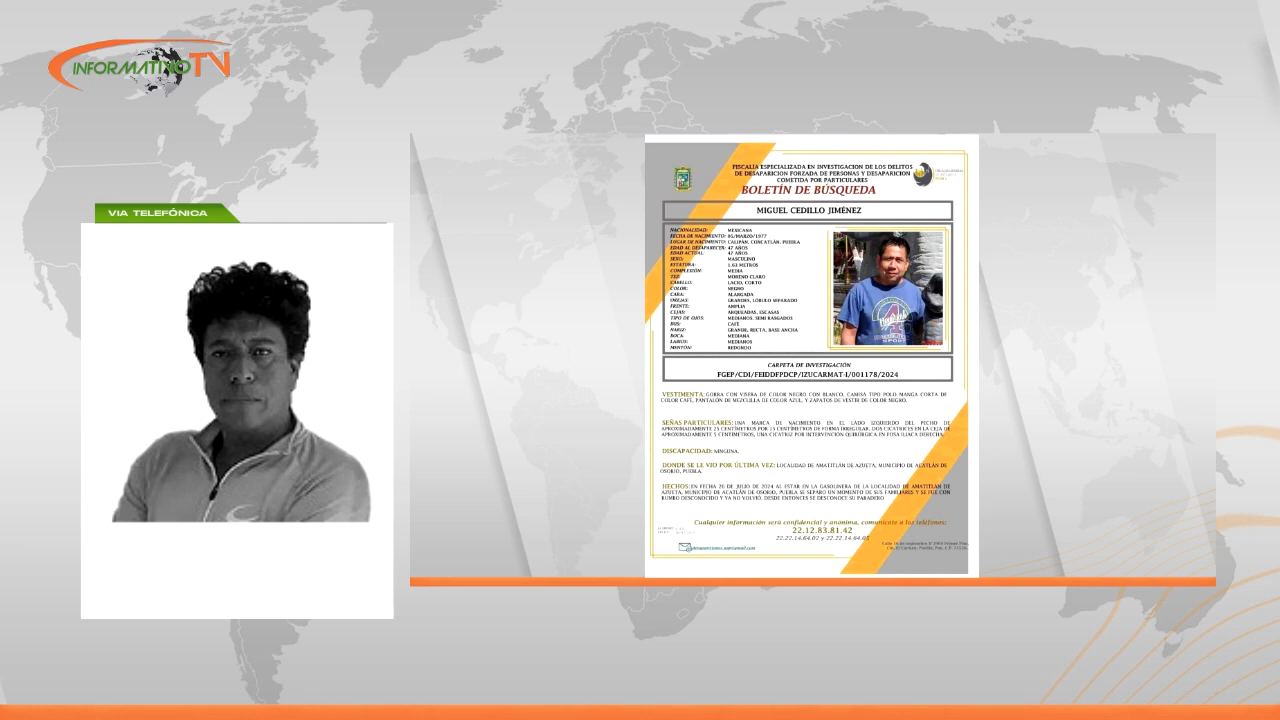 INFORMATIVO TV
VIA TELEFÓNICA
FISCALÍA ESPECIALIZADA EN INVESTIGACION DE LOS DELITOS
DE DESAPARICION FORZADA DE PERSONAS Y DESAPARICION
COMETIDA POR PARTICULARES
BOLETÍN DE BÚSQUEDA
MIGUEL CEDILLO JIMÉNEZ
NACIONALIDAD: MEXICANA
FECHA DE NACIMIENTO: 05/MARZO/1977
LUGAR DE NACIMIENTO: CALIPAN, COXCATLAN, PUEBLA
EDAD AL DESAPARECER: 47 AÑOS
EDAD ACTUAL: 47 AÑOS
SEXO: MASCULINO
ESTATURA: 1.63 METROS
COMPLEXIÓN: MEDIA
TEZ: MORENO CLARO
CABELLO: LACIO, CORTO
COLOR: NEGRO
CARA: ALARGADA
OREJAS: GRANDES, LÓBULO SEPARADO
FRENTE: AMPLIA
CEJAS: ARQUEADAS, ESCASAS
TIPO DE OJOS: MEDIANOS, SEMI RASGADOS
IRIS: CAFÉ
NARIZ: GRANDE, RECTA, BASE ANCHA
BOCA: MEDIANA
LABIOS: MEDIANOS
MENTÓN: REDONDO
CARPETA DE INVESTIGACIÓN
FGEP/CDI/FEIDDFPDCP/IZUCARMAT-I/001178/2024
VESTIMENTA: GORRA CON VISERA DE COLOR NEGRO CON BLANCO, CAMISA TIPO POLO MANGA CORTA DE
COLOR CAFÉ, PANTALÓN DE MEZCLILLA DE COLOR AZUL, Y ZAPATOS DE VESTIR DE COLOR NEGRO.
SEÑAS PARTICULARES: UNA MARCA DE NACIMIENTO EN EL LADO IZQUIERDO DEL PECHO DE
APROXIMADAMENTE 25 CENTÍMETROS POR 15 CENTÍMETROS DE FORMA IRREGULAR, DOS CICATRICES EN LA CEJA DE
APROXIMADAMENTE 5 CENTÍMETROS, UNA CICATRIZ POR INTERVENCIÓN QUIRÚRGICA EN FOSA ILIACA DERECHA.
DISCAPACIDAD: NINGUNA.
DONDE SE LE VIO POR ÚLTIMA VEZ: LOCALIDAD DE AMATITLÁN DE AZUETA, MUNICIPIO DE ACATLÁN DE
OSORIO, PUEBLA.
HECHOS: EN FECHA 26 DE JULIO DE 2024 AL ESTAR EN LA GASOLINERA DE LA LOCALIDAD DE AMATITLÁN DE
AZUETA, MUNICIPIO DE ACATLÁN DE OSORIO, PUEBLA SE SEPARO UN MOMENTO DE SUS FAMILIARES Y SE FUE CON
RUMBO DESCONOCIDO Y YA NO VOLVIÓ, DESDE ENTONCES SE DESCONOCE SU PARADERO
Cualquier información será confidencial y anónima, comunícate a los teléfonos:
22.12.83.81.42
22.22.14.64.02 y 22.22.14.64.05